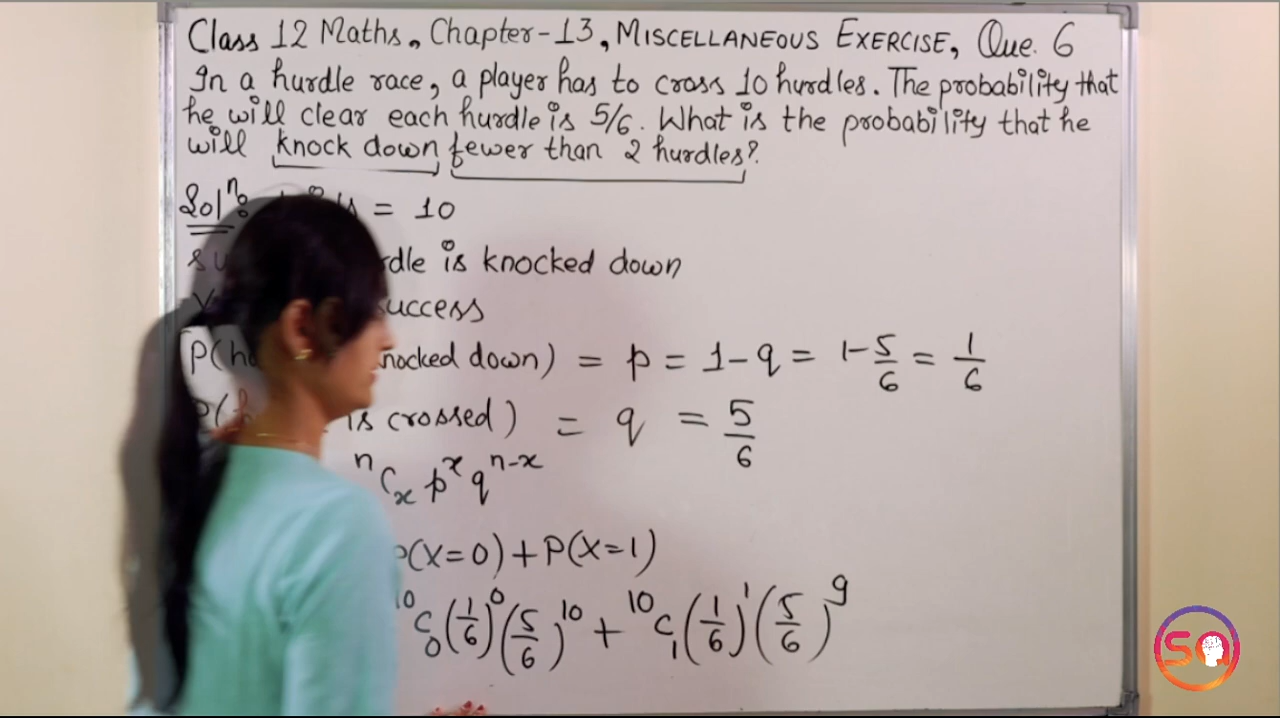 Class 12 Maths, Chapter-13, MISCELLANEOUS EXERCISE, Que. 6
In a hurdle race, a player has to cross 10 hurdles. The probability that
he will clear each hurdle is 5/6. What is the probability that he
will knock down fewer than 2 hurdles?
Solⁿ: = 10
is knocked down
success
knocked down) = p = 1-q = 1-5/6 = 1/6
is crossed) = q = 5/6
ⁿCₓ pˣ qⁿ⁻ˣ
P(X=0)+P(X=1)
¹⁰C₀(1/6)⁰(5/6)¹⁰ + ¹⁰C₁(1/6)¹(5/6)⁹
SQ